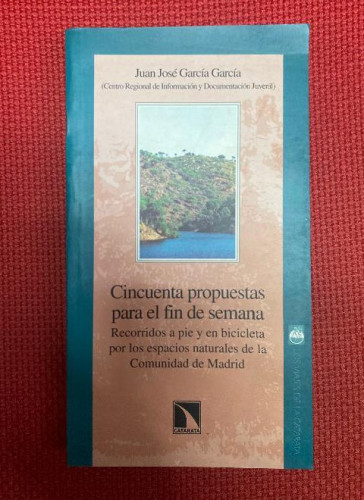 Juan José García García
(Centro Regional de Información y Documentación Juvenil)
Cincuenta propuestas
para el fin de semana
Recorridos a pie y en bicicleta
por los espacios naturales de la
Comunidad de Madrid
CATARATA